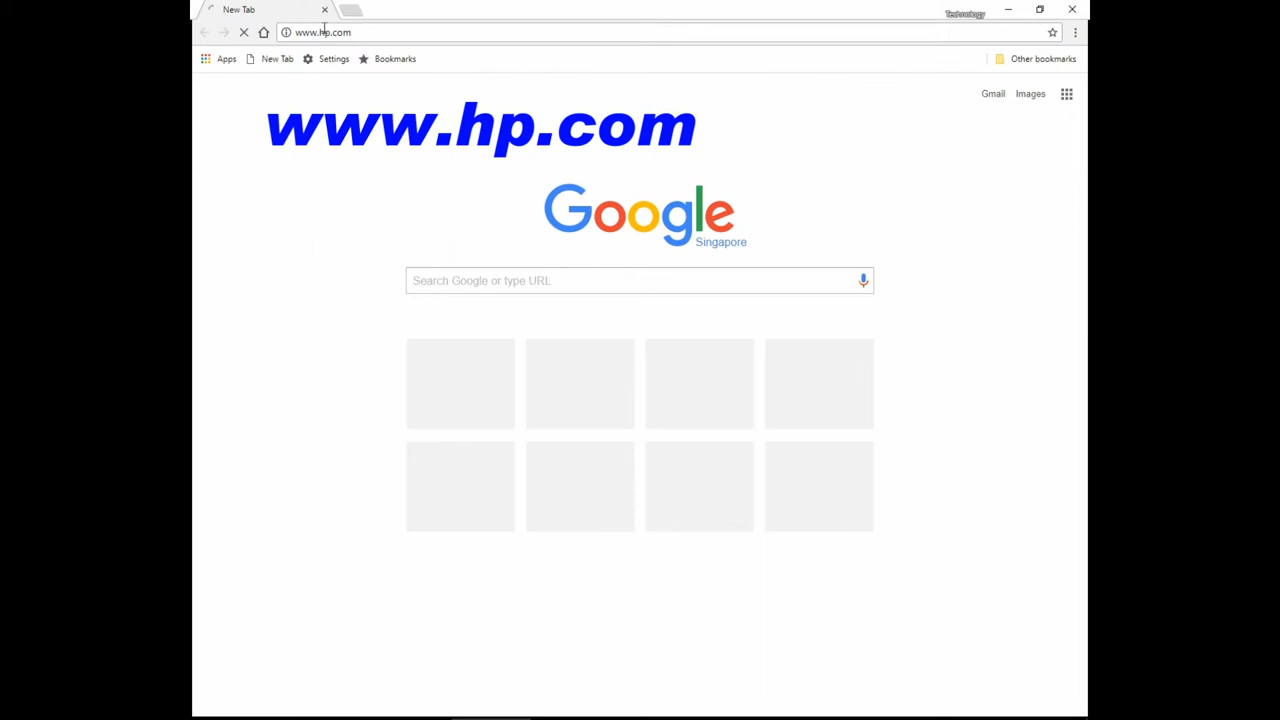 New Tab
Technology
www.hp.com
Apps New Tab Settings Bookmarks Other bookmarks
Gmail Images
www.hp.com
Google
Singapore
Search Google or type URL